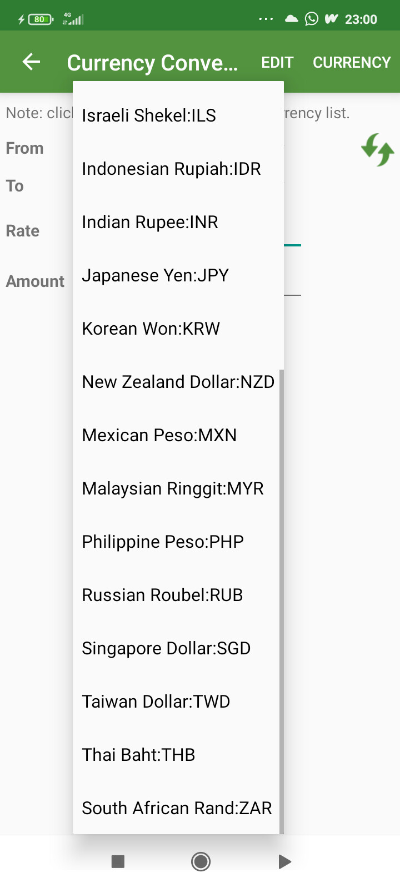 80 4G 23:00
Currency Conve... EDIT CURRENCY
Note: clic rency list.
Israeli Shekel:ILS
From
Indonesian Rupiah:IDR
To
Indian Rupee:INR
Rate
Japanese Yen:JPY
Amount
Korean Won:KRW
New Zealand Dollar:NZD
Mexican Peso:MXN
Malaysian Ringgit:MYR
Philippine Peso:PHP
Russian Roubel:RUB
Singapore Dollar:SGD
Taiwan Dollar:TWD
Thai Baht:THB
South African Rand:ZAR